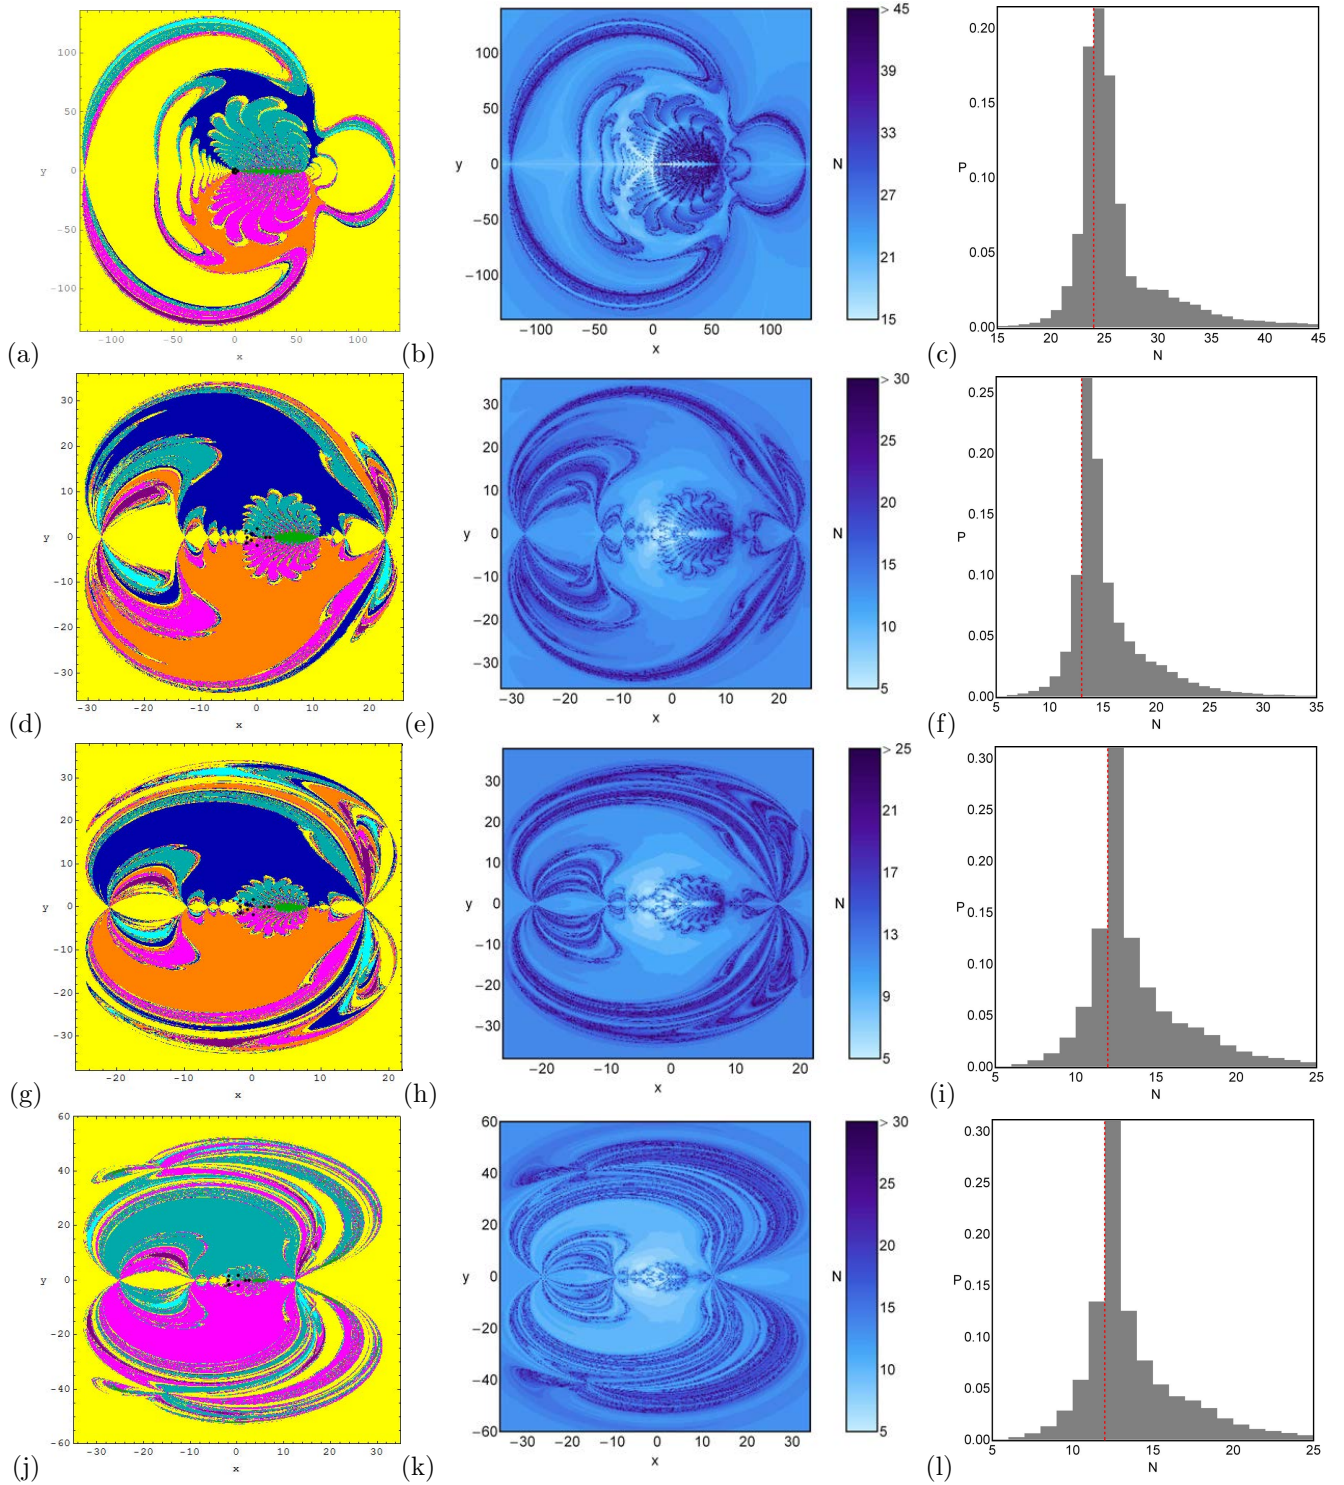 100
50
0
-50
-100
y
-100 -50 0 50 100
x
(a)
100
50
0
−50
−100
y
−100 −50 0 50 100
x
(b)
> 45
39
33
27
21
15
N
0.20
0.15
0.10
0.05
0.00
P
15 20 25 30 35 40 45
N
(c)
30
20
10
0
-10
-20
-30
y
-30 -20 -10 0 10 20
x
(d)
30
20
10
0
−10
−20
−30
y
−30 −20 −10 0 10 20
x
(e)
> 30
25
20
15
10
5
N
0.25
0.20
0.15
0.10
0.05
0.00
P
5 10 15 20 25 30 35
N
(f)
30
20
10
0
-10
-20
-30
y
-20 -10 0 10 20
x
(g)
30
20
10
0
−10
−20
−30
y
−20 −10 0 10 20
x
(h)
> 25
21
17
13
9
5
N
0.30
0.25
0.20
0.15
0.10
0.05
0.00
P
5 10 15 20 25
N
(i)
60
40
20
0
-20
-40
-60
y
-30 -20 -10 0 10 20 30
x
(j)
60
40
20
0
−20
−40
−60
y
−30 −20 −10 0 10 20 30
x
(k)
> 30
25
20
15
10
5
N
0.30
0.25
0.20
0.15
0.10
0.05
0.00
P
5 10 15 20 25
N
(l)